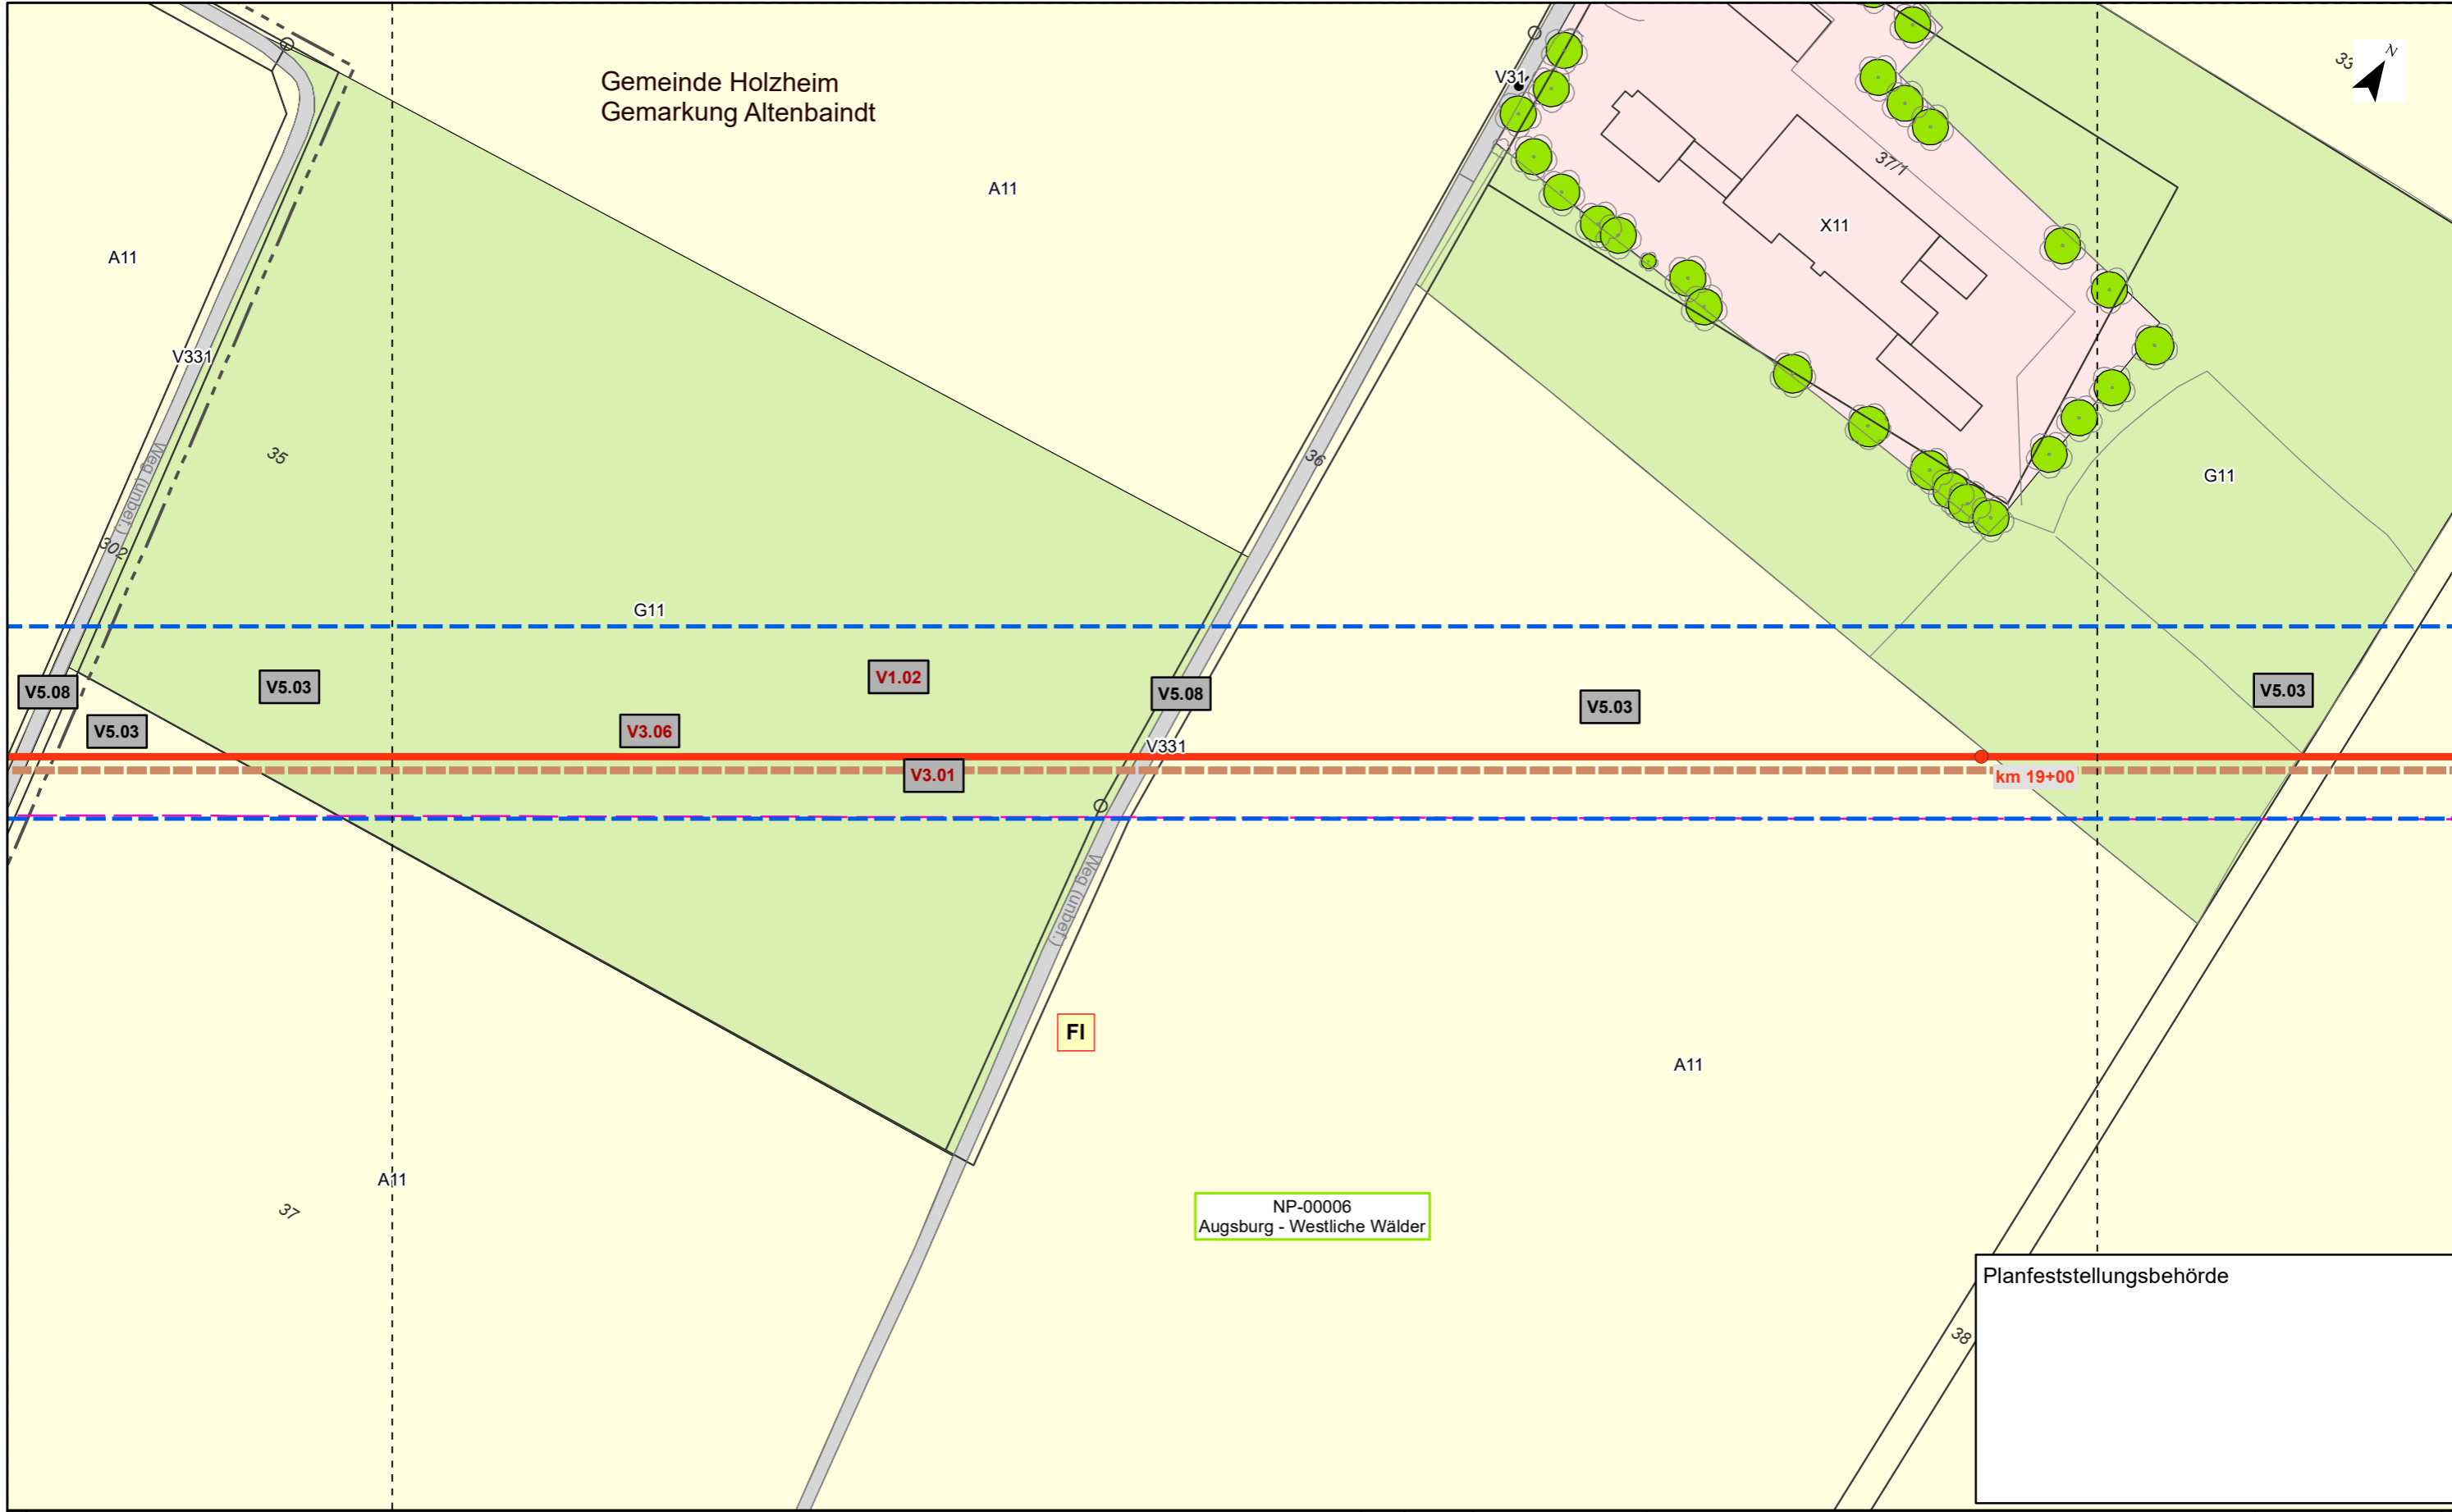 Gemeinde Holzheim
Gemarkung Altenbaindt
N
V31
37/1
A11
X11
A11
V331
35
36
Weg (unbef.)
G11
302
G11
V5.08
V5.03
V1.02
V5.08
V5.03
V5.03
V5.03
V3.06
V331
V3.01
km 19+00
Weg (unbef.)
FI
A11
A11
37
NP-00006
Augsburg - Westliche Wälder
Planfeststellungsbehörde
38